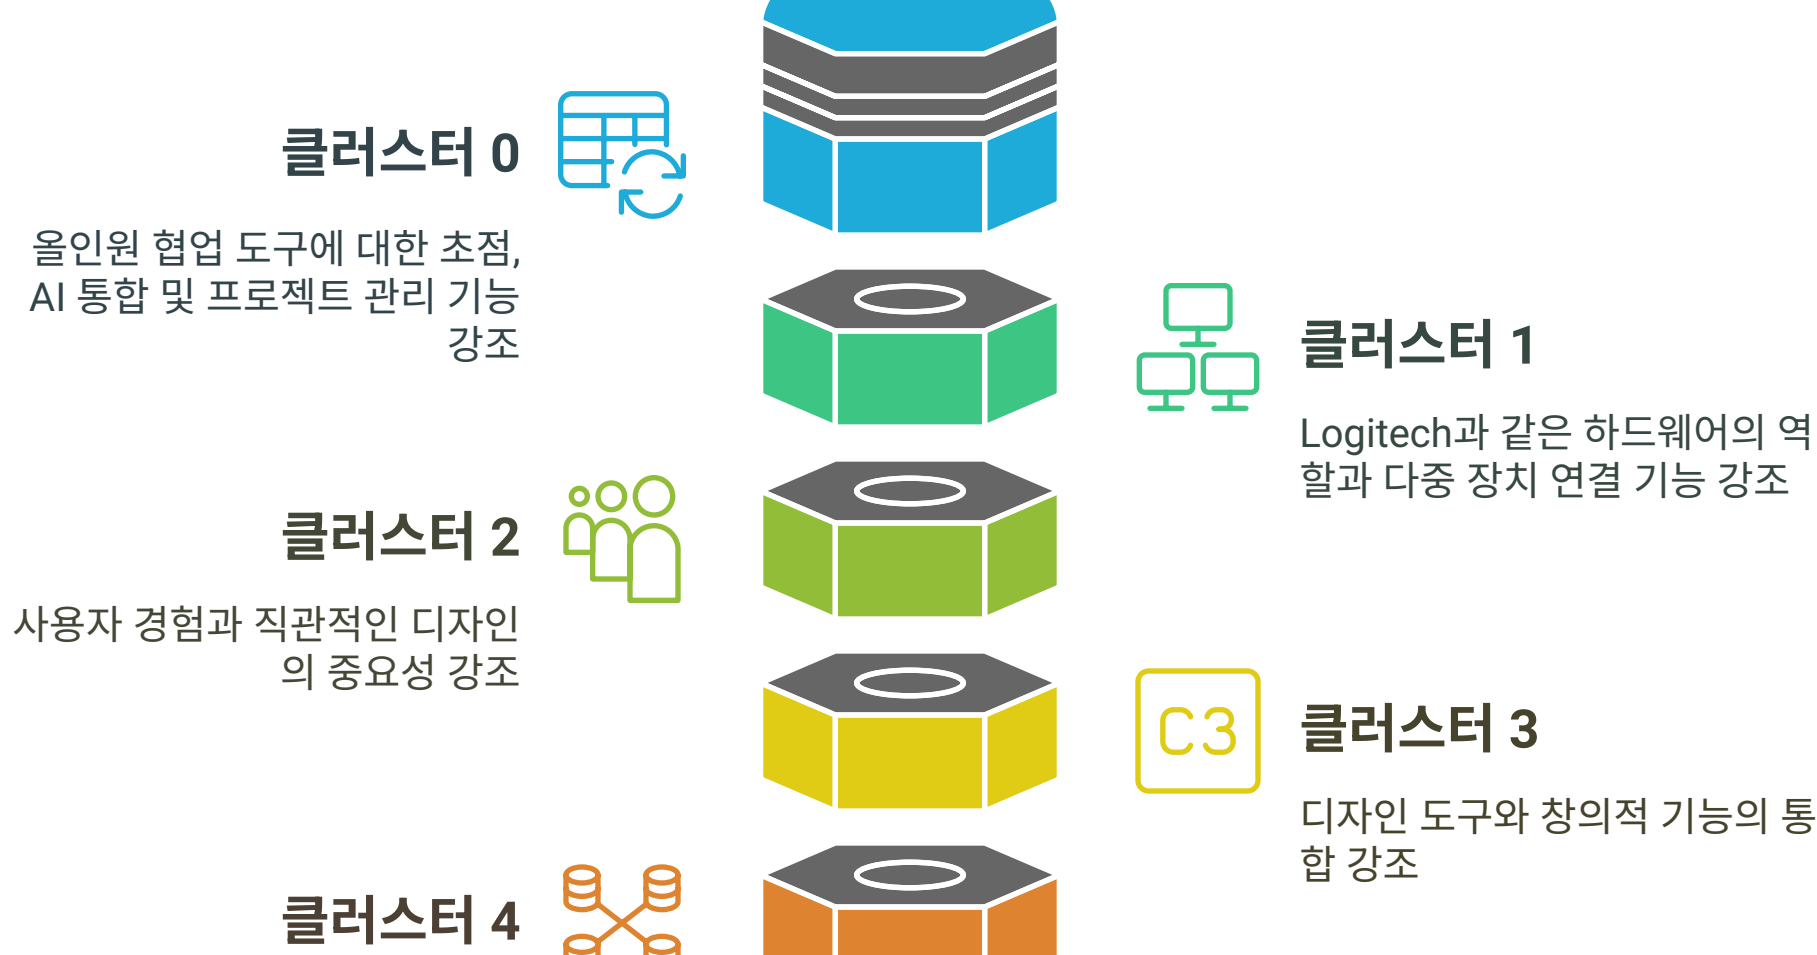 클러스터 0
올인원 협업 도구에 대한 초점,
AI 통합 및 프로젝트 관리 기능
강조
클러스터 1
Logitech과 같은 하드웨어의 역
할과 다중 장치 연결 기능 강조
클러스터 2
사용자 경험과 직관적인 디자인
의 중요성 강조
C3
클러스터 3
디자인 도구와 창의적 기능의 통
합 강조
클러스터 4